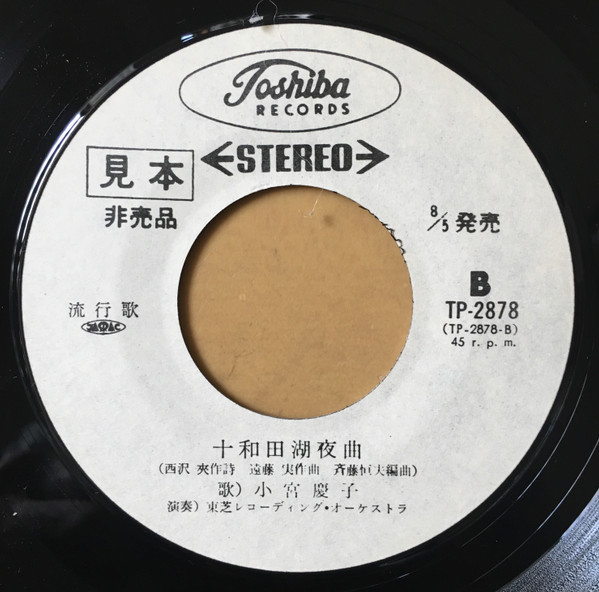 Toshiba
RECORDS
STEREO
見本
非売品
8/5 発売
B
TP-2878
(TP-2878-B)
45 r. p. m.
流行歌
十和田湖夜曲
(西沢 爽作詩 遠藤 実作曲 斉藤恒夫編曲)
歌) 小宮慶子
演奏) 東芝レコーディング・オーケストラ